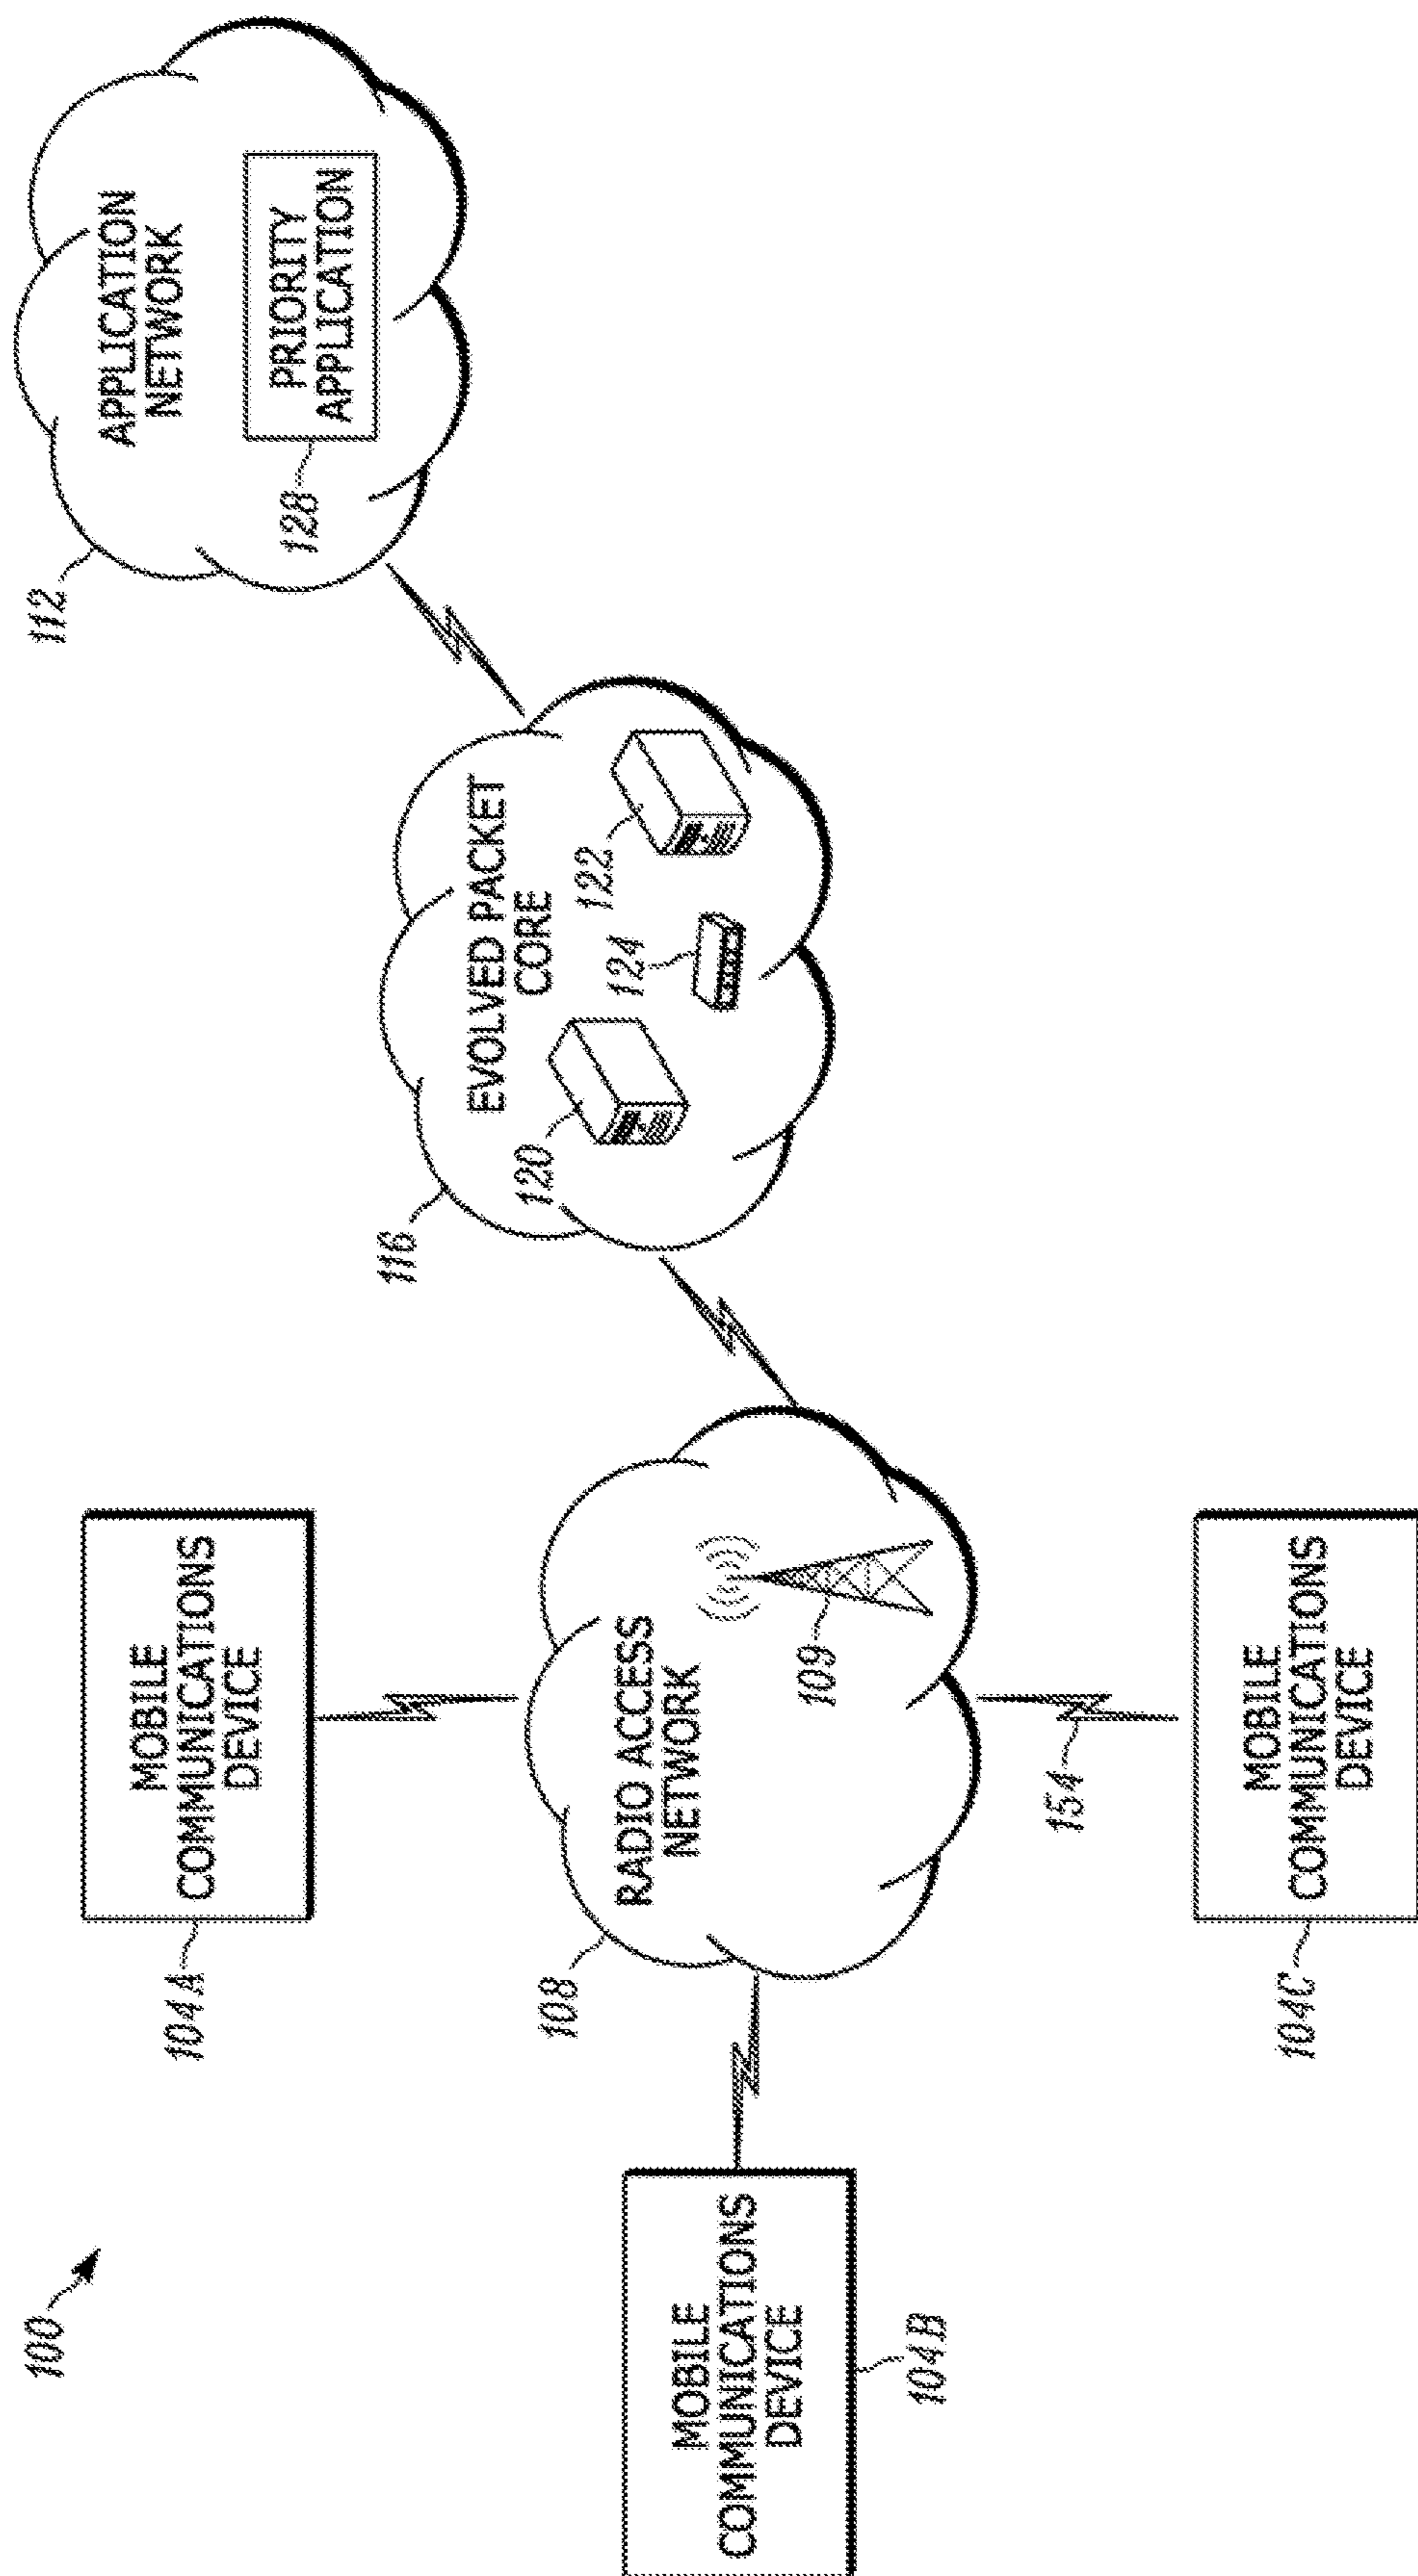 100
104A
MOBILE
COMMUNICATIONS
DEVICE
104B
MOBILE
COMMUNICATIONS
DEVICE
108
RADIO ACCESS
NETWORK
109
154
104C
MOBILE
COMMUNICATIONS
DEVICE
116
EVOLVED PACKET
CORE
120
124
122
112
APPLICATION
NETWORK
128
PRIORITY
APPLICATION